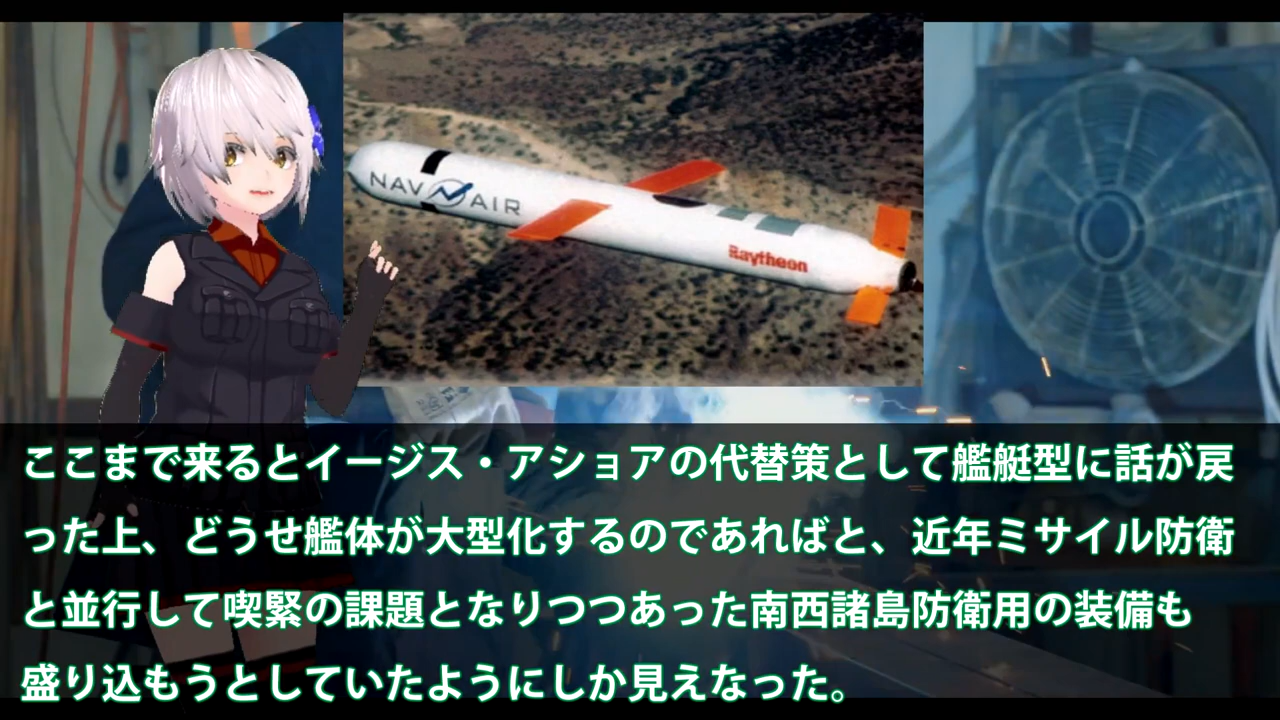 NAV AIR
Raytheon
ここまで来るとイージス・アショアの代替策として艦艇型に話が戻
った上、どうせ艦体が大型化するのであればと、近年ミサイル防衛
と並行して喫緊の課題となりつつあった南西諸島防衛用の装備も
盛り込もうとしていたようにしか見えなった。